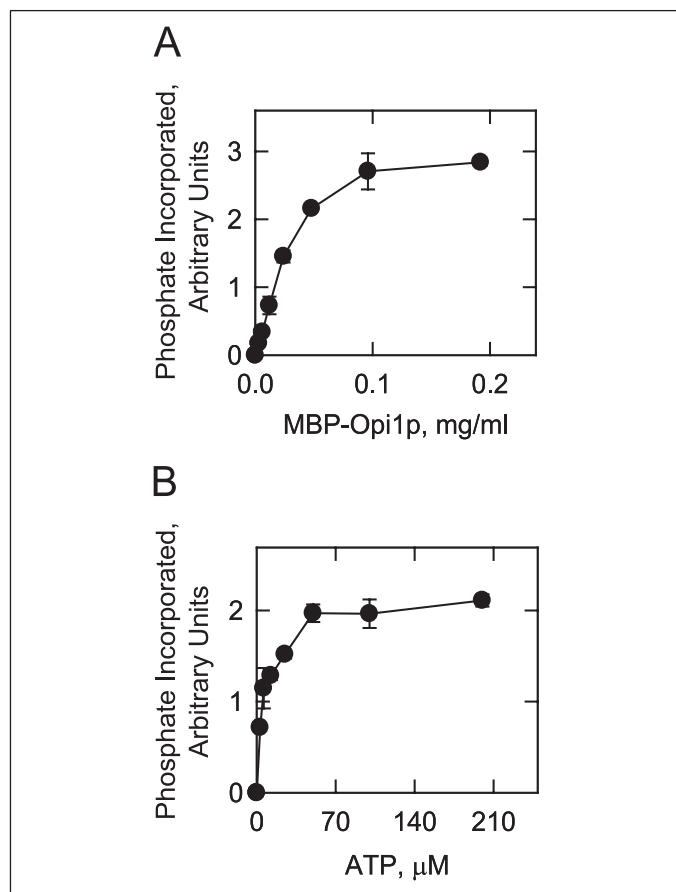 A
Phosphate Incorporated,
Arbitrary Units
3
2
1
0
0.0 0.1 0.2
MBP-Opi1p, mg/ml
B
Phosphate Incorporated,
Arbitrary Units
2
1
0
0 70 140 210
ATP, μM